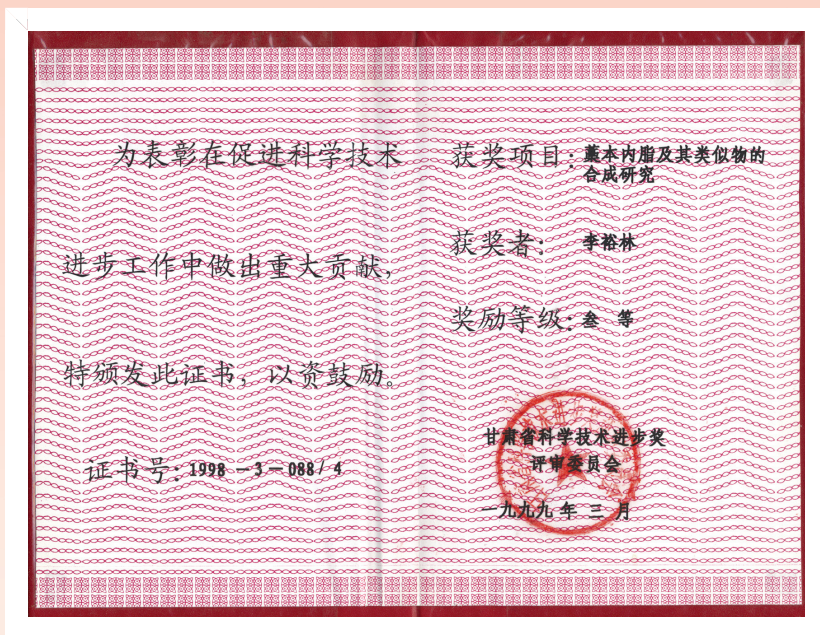 为表彰在促进科学技术
进步工作中做出重大贡献，
特颁发此证书，以资鼓励。
证书号：1998－3－088/4
获奖项目：藁本内脂及其类似物的
合成研究
获奖者：李裕林
奖励等级：叁 等
甘肃省科学技术进步奖
评审委员会
一九九九年三月